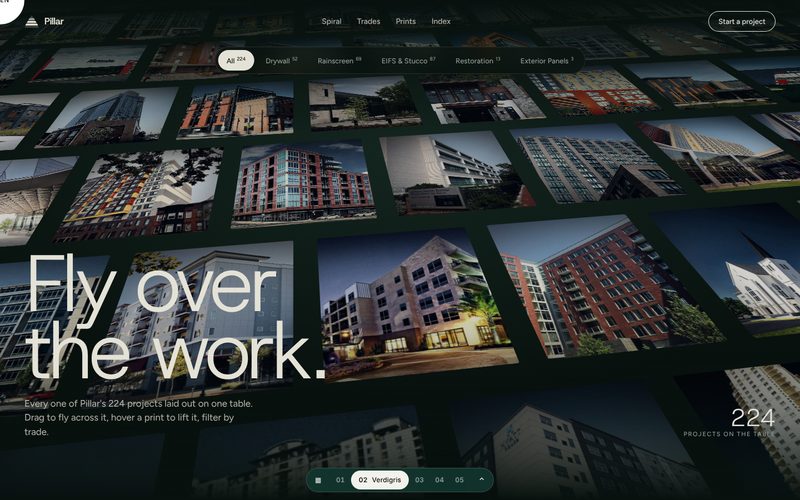 Pillar
Spiral
Trades
Prints
Index
Start a project
All 224
Drywall 52
Rainscreen 69
EIFS & Stucco 87
Restoration 13
Exterior Panels 3
Fly over
the work.
Every one of Pillar's 224 projects laid out on one table.
Drag to fly across it, hover a print to lift it, filter by
trade.
224
PROJECTS ON THE TABLE
01
02 Verdigris
03
04
05